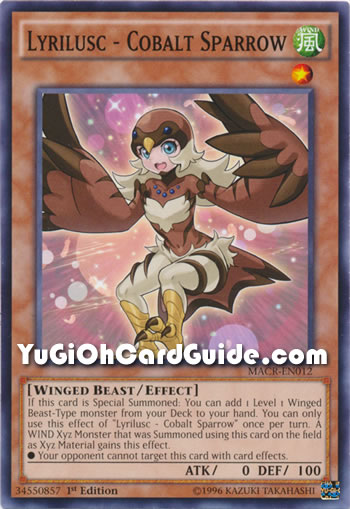 Lyrilusc - Cobalt Sparrow
WIND
風
YuGiOhCardGuide.com
MACR-EN012
[Winged Beast/Effect]
If this card is Special Summoned: You can add 1 Level 1 Winged
Beast-Type monster from your Deck to your hand. You can only
use this effect of "Lyrilusc - Cobalt Sparrow" once per turn. A
WIND Xyz Monster that was Summoned using this card on the field
as Xyz Material gains this effect.
● Your opponent cannot target this card with card effects.
ATK/ 0 DEF/ 100
34550857 1st Edition ©1996 KAZUKI TAKAHASHI